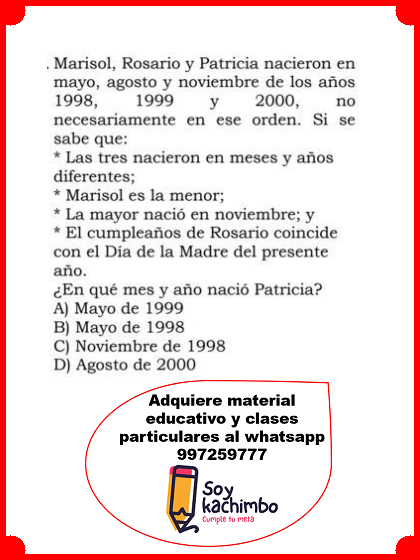 . Marisol, Rosario y Patricia nacieron en
mayo, agosto y noviembre de los años
1998, 1999 y 2000, no
necesariamente en ese orden. Si se
sabe que:
* Las tres nacieron en meses y años
diferentes;
* Marisol es la menor;
* La mayor nació en noviembre; y
* El cumpleaños de Rosario coincide
con el Día de la Madre del presente
año.
¿En qué mes y año nació Patricia?
A) Mayo de 1999
B) Mayo de 1998
C) Noviembre de 1998
D) Agosto de 2000
Adquiere material
educativo y clases
particulares al whatsapp
997259777
Soy
kachimbo
Cumple tu meta